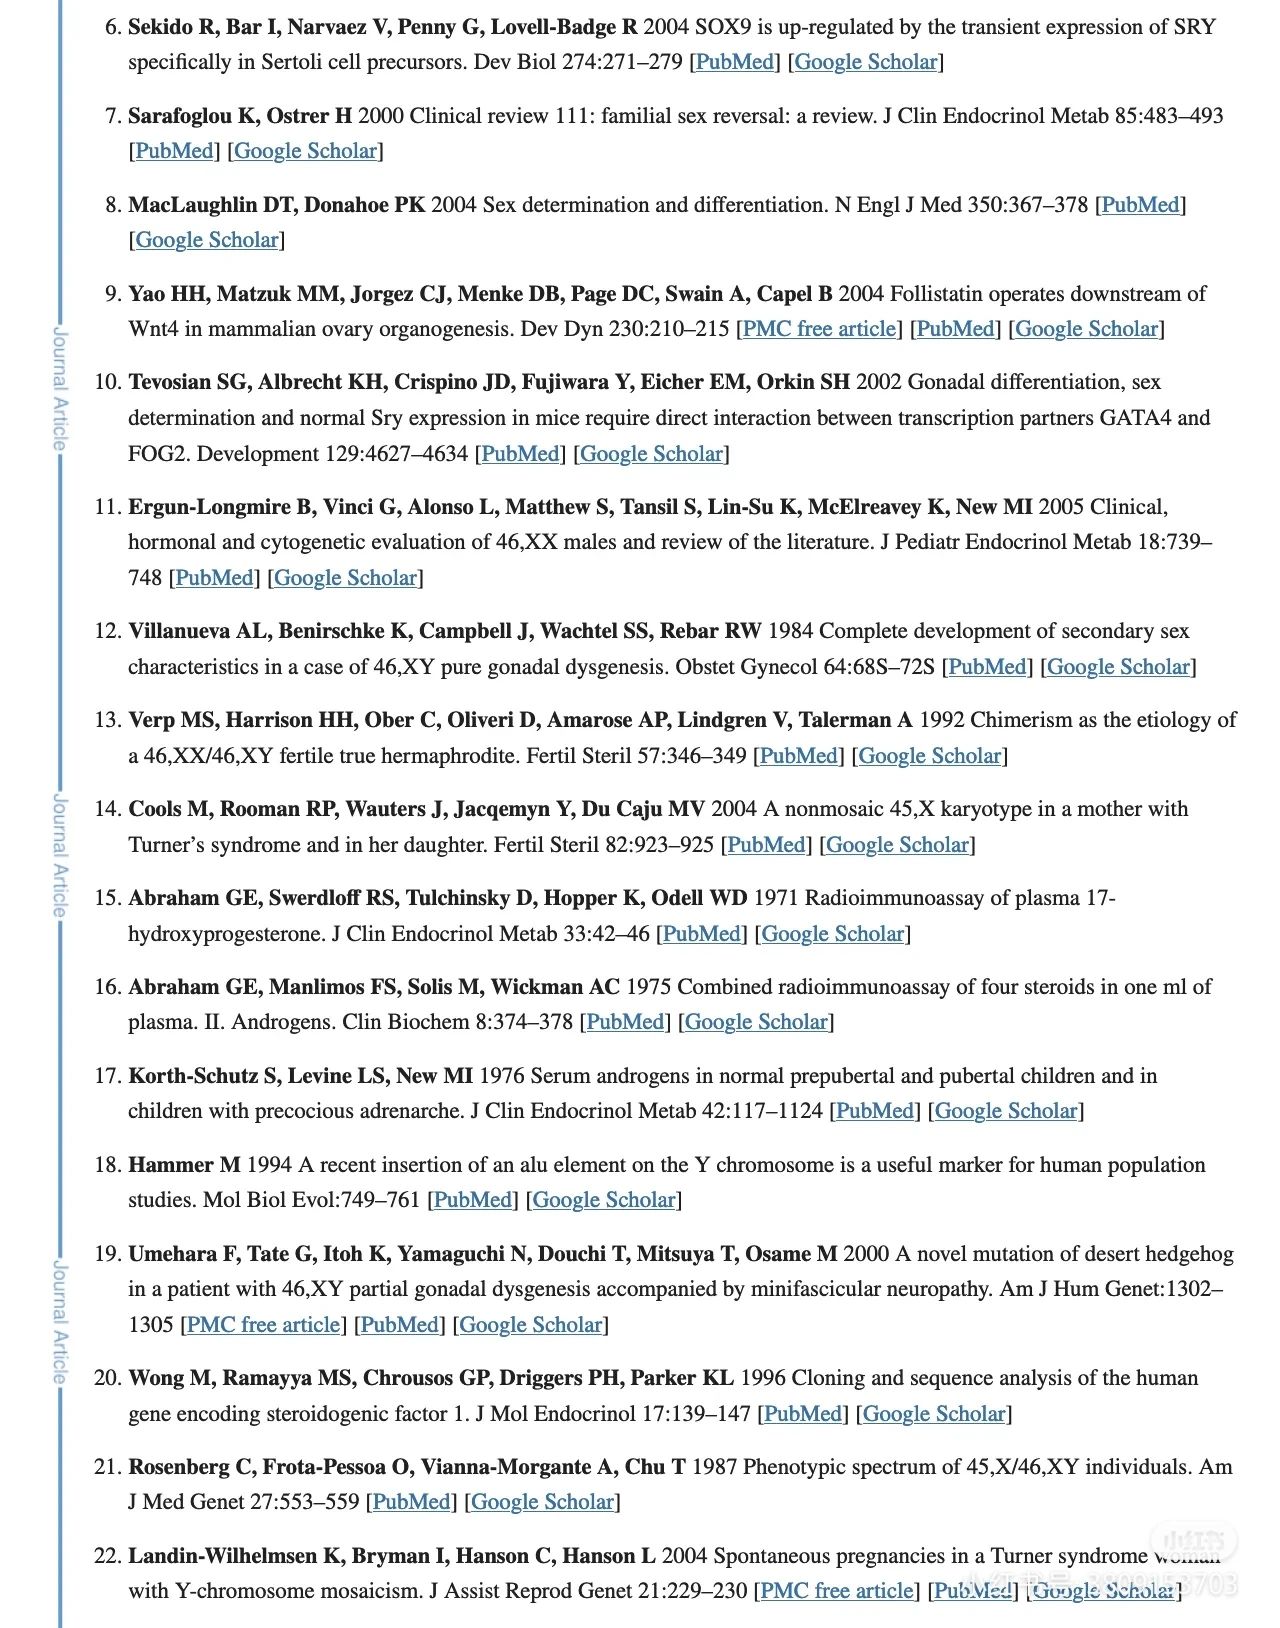 6. Sekido R, Bar I, Narvaez V, Penny G, Lovell-Badge R 2004 SOX9 is up-regulated by the transient expression of SRY
specifically in Sertoli cell precursors. Dev Biol 274:271–279 [PubMed] [Google Scholar]
7. Sarafoglou K, Ostrer H 2000 Clinical review 111: familial sex reversal: a review. J Clin Endocrinol Metab 85:483–493
[PubMed] [Google Scholar]
8. MacLaughlin DT, Donahoe PK 2004 Sex determination and differentiation. N Engl J Med 350:367–378 [PubMed]
[Google Scholar]
9. Yao HH, Matzuk MM, Jorgez CJ, Menke DB, Page DC, Swain A, Capel B 2004 Follistatin operates downstream of
Wnt4 in mammalian ovary organogenesis. Dev Dyn 230:210–215 [PMC free article] [PubMed] [Google Scholar]
Journal Article
10. Tevosian SG, Albrecht KH, Crispino JD, Fujiwara Y, Eicher EM, Orkin SH 2002 Gonadal differentiation, sex
determination and normal Sry expression in mice require direct interaction between transcription partners GATA4 and
FOG2. Development 129:4627–4634 [PubMed] [Google Scholar]
11. Ergun-Longmire B, Vinci G, Alonso L, Matthew S, Tansil S, Lin-Su K, McElreavey K, New MI 2005 Clinical,
hormonal and cytogenetic evaluation of 46,XX males and review of the literature. J Pediatr Endocrinol Metab 18:739–
748 [PubMed] [Google Scholar]
12. Villanueva AL, Benirschke K, Campbell J, Wachtel SS, Rebar RW 1984 Complete development of secondary sex
characteristics in a case of 46,XY pure gonadal dysgenesis. Obstet Gynecol 64:68S–72S [PubMed] [Google Scholar]
13. Verp MS, Harrison HH, Ober C, Oliveri D, Amarose AP, Lindgren V, Talerman A 1992 Chimerism as the etiology of
a 46,XX/46,XY fertile true hermaphrodite. Fertil Steril 57:346–349 [PubMed] [Google Scholar]
14. Cools M, Rooman RP, Wauters J, Jacqemyn Y, Du Caju MV 2004 A nonmosaic 45,X karyotype in a mother with
Turner’s syndrome and in her daughter. Fertil Steril 82:923–925 [PubMed] [Google Scholar]
Journal Article
15. Abraham GE, Swerdloff RS, Tulchinsky D, Hopper K, Odell WD 1971 Radioimmunoassay of plasma 17-
hydroxyprogesterone. J Clin Endocrinol Metab 33:42–46 [PubMed] [Google Scholar]
16. Abraham GE, Manlimos FS, Solis M, Wickman AC 1975 Combined radioimmunoassay of four steroids in one ml of
plasma. II. Androgens. Clin Biochem 8:374–378 [PubMed] [Google Scholar]
17. Korth-Schutz S, Levine LS, New MI 1976 Serum androgens in normal prepubertal and pubertal children and in
children with precocious adrenarche. J Clin Endocrinol Metab 42:117–1124 [PubMed] [Google Scholar]
18. Hammer M 1994 A recent insertion of an alu element on the Y chromosome is a useful marker for human population
studies. Mol Biol Evol:749–761 [PubMed] [Google Scholar]
19. Umehara F, Tate G, Itoh K, Yamaguchi N, Douchi T, Mitsuya T, Osame M 2000 A novel mutation of desert hedgehog
in a patient with 46,XY partial gonadal dysgenesis accompanied by minifascicular neuropathy. Am J Hum Genet:1302–
1305 [PMC free article] [PubMed] [Google Scholar]
Journal Article
20. Wong M, Ramayya MS, Chrousos GP, Driggers PH, Parker KL 1996 Cloning and sequence analysis of the human
gene encoding steroidogenic factor 1. J Mol Endocrinol 17:139–147 [PubMed] [Google Scholar]
21. Rosenberg C, Frota-Pessoa O, Vianna-Morgante A, Chu T 1987 Phenotypic spectrum of 45,X/46,XY individuals. Am
J Med Genet 27:553–559 [PubMed] [Google Scholar]
22. Landin-Wilhelmsen K, Bryman I, Hanson C, Hanson L 2004 Spontaneous pregnancies in a Turner syndrome woman
with Y-chromosome mosaicism. J Assist Reprod Genet 21:229–230 [PMC free article] [PubMed] [Google Scholar]
小红书